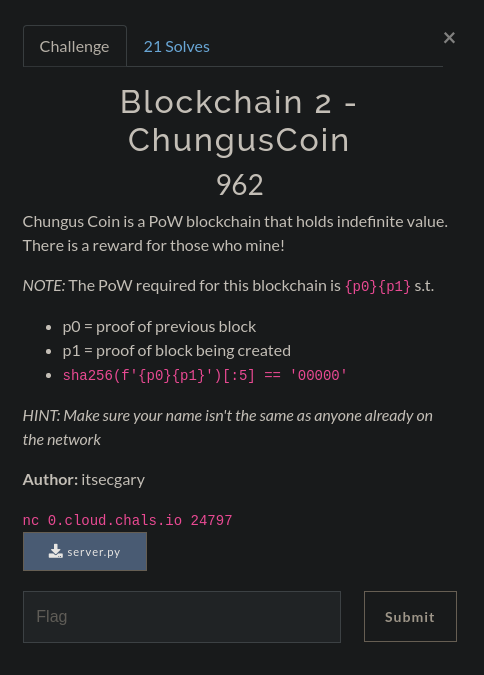 Challenge
21 Solves
×
Blockchain 2 -
ChungusCoin
962
Chungus Coin is a PoW blockchain that holds indefinite value.
There is a reward for those who mine!
NOTE: The PoW required for this blockchain is {p0}{p1} s.t.
• p0 = proof of previous block
• p1 = proof of block being created
• sha256(f'{p0}{p1}')[:5] == '00000'
HINT: Make sure your name isn't the same as anyone already on
the network
Author: itsecgary
nc 0.cloud.chals.io 24797
server.py
Flag
Submit